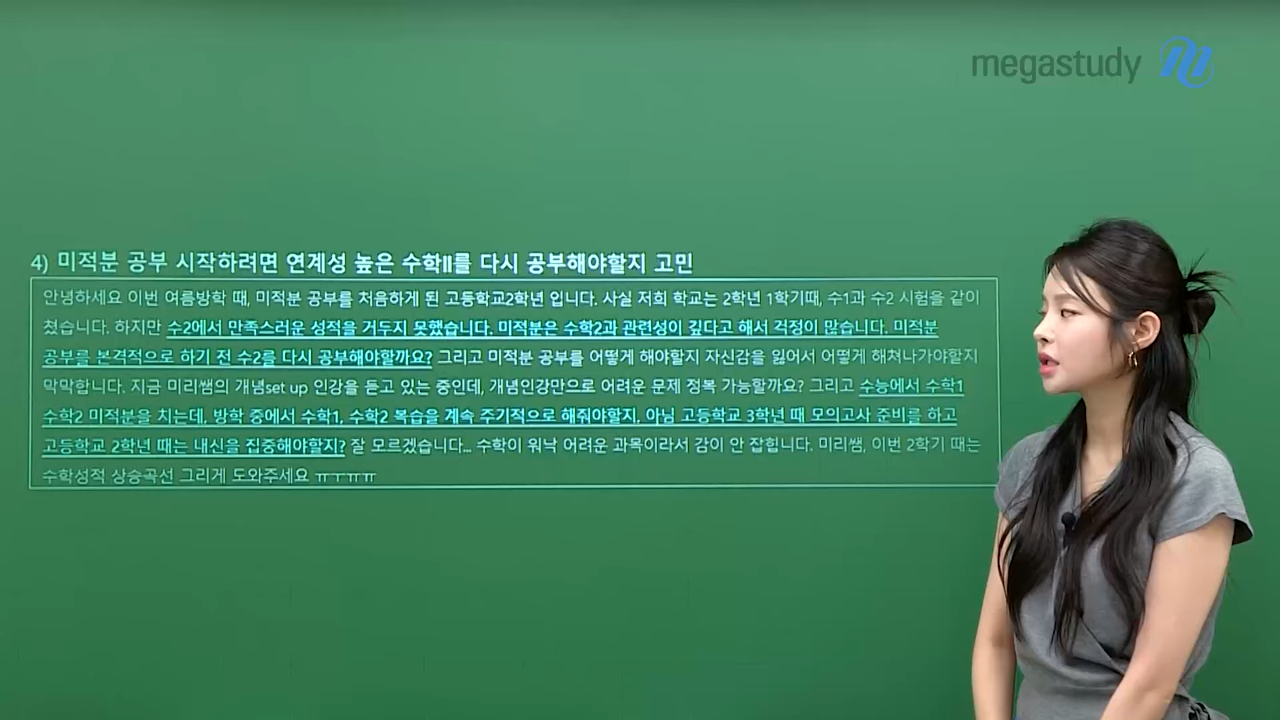 megastudy
4) 미적분 공부 시작하려면 연계성 높은 수학II를 다시 공부해야할지 고민
안녕하세요 이번 여름방학 때, 미적분 공부를 처음하게 된 고등학교2학년 입니다. 사실 저희 학교는 2학년 1학기때, 수1과 수2 시험을 같이
쳤습니다. 하지만 수2에서 만족스러운 성적을 거두지 못했습니다. 미적분은 수학2과 관련성이 깊다고 해서 걱정이 많습니다. 미적분
공부를 본격적으로 하기 전 수2를 다시 공부해야할까요? 그리고 미적분 공부를 어떻게 해야할지 자신감을 잃어서 어떻게 해쳐나가야할지
막막합니다. 지금 미리쌤의 개념set up 인강을 듣고 있는 중인데, 개념인강만으로 어려운 문제 정복 가능할까요? 그리고 수능에서 수학1
수학2 미적분을 치는데, 방학 중에서 수학1, 수학2 복습을 계속 주기적으로 해줘야할지, 아님 고등학교 3학년 때 모의고사 준비를 하고
고등학교 2학년 때는 내신을 집중해야할지? 잘 모르겠습니다... 수학이 워낙 어려운 과목이라서 감이 안 잡힙니다. 미리쌤, 이번 2학기 때는
수학성적 상승곡선 그리게 도와주세요 ㅠㅜㅠㅠ